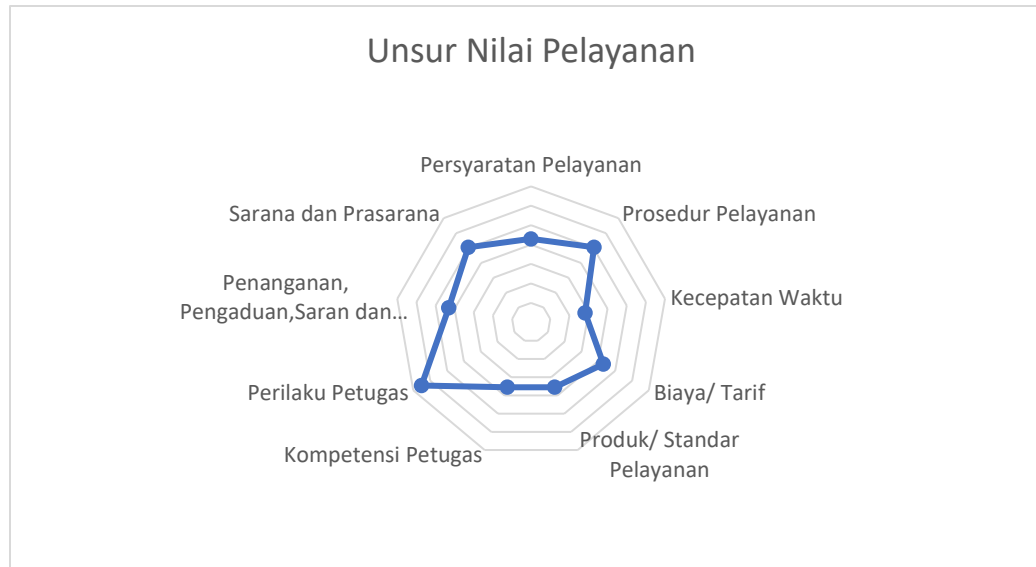 Unsur Nilai Pelayanan
Persyaratan Pelayanan
Prosedur Pelayanan
Kecepatan Waktu
Biaya/ Tarif
Produk/ Standar
Pelayanan
Kompetensi Petugas
Perilaku Petugas
Penanganan,
Pengaduan,Saran dan...
Sarana dan Prasarana